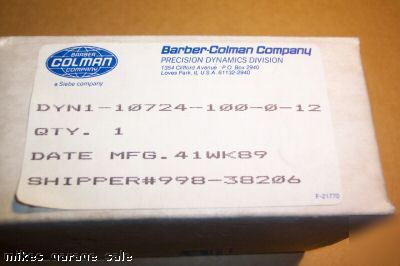 BARBER
COLMAN
COMPANY
a Siebe company
Barber-Colman Company
PRECISION DYNAMICS DIVISION
1354 Clifford Avenue P.O. Box 2940
Loves Park, IL U.S.A. 61132-2940
DYN1-10724-100-0-12
QTY. 1
DATE MFG. 41WK89
SHIPPER#998-38206
F-21770
mikes garage sale